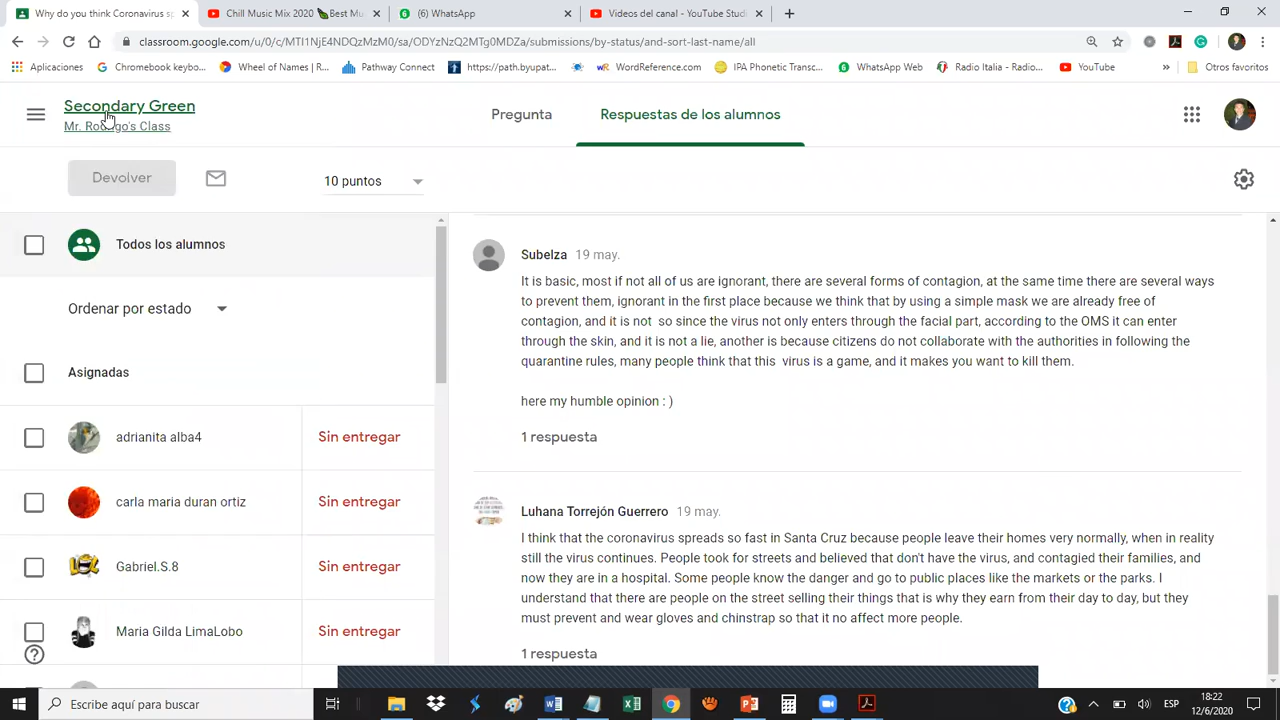 Why do you think Coronavirus sp
Chill Music Mix 2020
Best Mu
(6) WhatsApp
Videos del canal - YouTube Studi
classroom.google.com/u/0/c/MTI1NjE4NDQzMzM0/sa/ODYzNzQ2MTg0MDZa/submissions/by-status/and-sort-last-name/all
Aplicaciones
Chromebook keybo...
Wheel of Names | R...
Pathway Connect
https://path.byupat...
WordReference.com
IPA Phonetic Transc...
WhatsApp Web
Radio Italia - Radio...
YouTube
»
Otros favoritos
Secondary Green
Mr. Rodrigo's Class
Pregunta
Respuestas de los alumnos
Devolver
10 puntos
Todos los alumnos
Ordenar por estado
Asignadas
adrianita alba4
Sin entregar
carla maria duran ortiz
Sin entregar
Gabriel.S.8
Sin entregar
Maria Gilda LimaLobo
Sin entregar
Subelza 19 may.
It is basic, most if not all of us are ignorant, there are several forms of contagion, at the same time there are several ways
to prevent them, ignorant in the first place because we think that by using a simple mask we are already free of
contagion, and it is not so since the virus not only enters through the facial part, according to the OMS it can enter
through the skin, and it is not a lie, another is because citizens do not collaborate with the authorities in following the
quarantine rules, many people think that this virus is a game, and it makes you want to kill them.
here my humble opinion : )
1 respuesta
Luhana Torrejón Guerrero 19 may.
I think that the coronavirus spreads so fast in Santa Cruz because people leave their homes very normally, when in reality
still the virus continues. People took for streets and believed that don't have the virus, and contagied their families, and
now they are in a hospital. Some people know the danger and go to public places like the markets or the parks. I
understand that there are people on the street selling their things that is why they earn from their day to day, but they
must prevent and wear gloves and chinstrap so that it no affect more people.
1 respuesta
Escribe aquí para buscar
ESP
18:22
12/6/2020